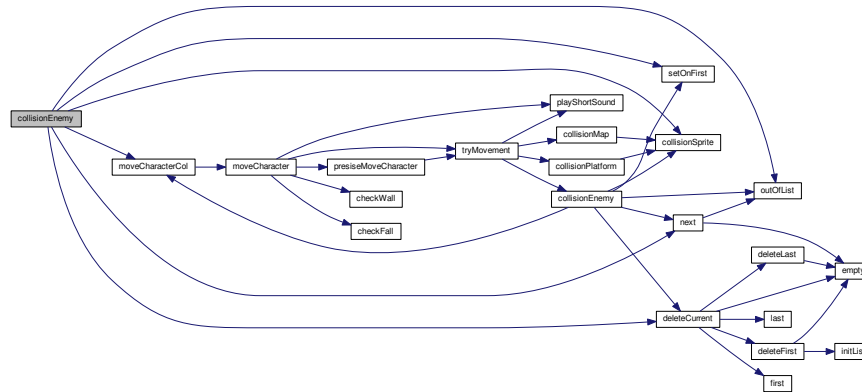 collisionEnemy
setOnFirst
playShortSound
collisionMap
collisionSprite
tryMovement
moveCharacterCol
moveCharacter
presiseMoveCharacter
collisionPlatform
checkWall
collisionEnemy
outOfList
next
checkFall
deleteLast
empty
deleteCurrent
last
deleteFirst
first